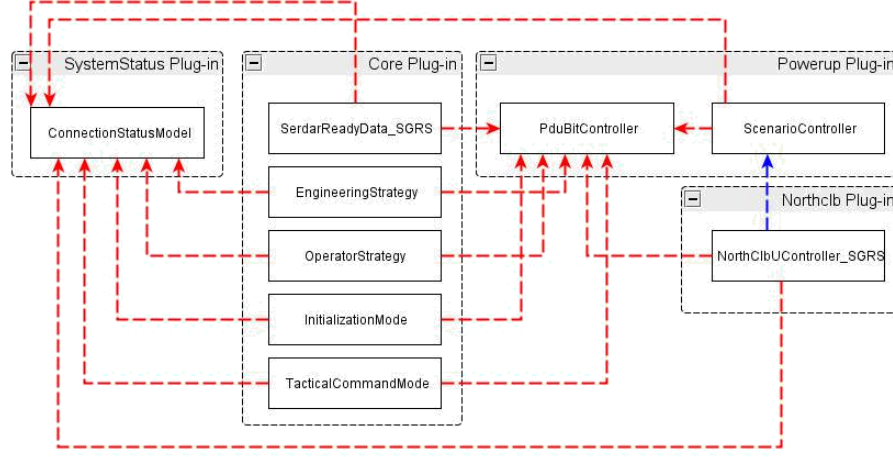 SystemStatus Plug-in
Core Plug-in
Powerup Plug-in
ConnectionStatusModel
SerdarReadyData_SGRS
PduBitController
ScenarioController
EngineeringStrategy
Northclb Plug-in
OperatorStrategy
NorthClbUController_SGRS
InitializationMode
TacticalCommandMode